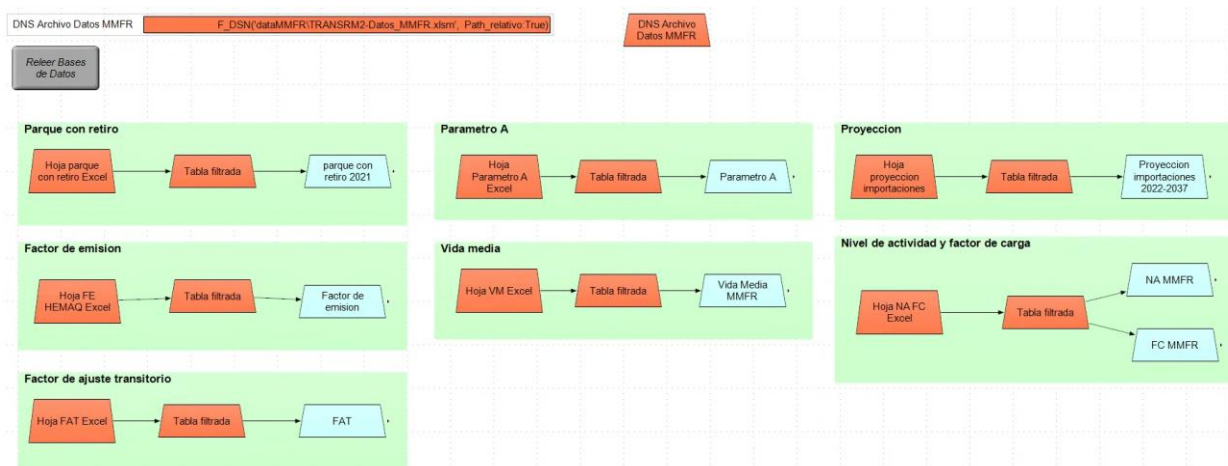 DNS Archivo Datos MMFR
F_DSN('dataMMFR\TRANSRM2-Datos_MMFR.xlsm', Path_relativo:True)
DNS Archivo
Datos MMFR
Releer Bases
de Datos
Parque con retiro
Hoja parque
con retiro Excel
Tabla filtrada
parque con
retiro 2021
Parametro A
Hoja
Parametro A
Excel
Tabla filtrada
Parametro A
Proyeccion
Hoja
proyeccion
importaciones
Tabla filtrada
Proyeccion
importaciones
2022-2037
Factor de emision
Hoja FE
HEMAQ Excel
Tabla filtrada
Factor de
emision
Vida media
Hoja VM Excel
Tabla filtrada
Vida Media
MMFR
Nivel de actividad y factor de carga
Hoja NA FC
Excel
Tabla filtrada
NA MMFR
FC MMFR
Factor de ajuste transitorio
Hoja FAT Excel
Tabla filtrada
FAT